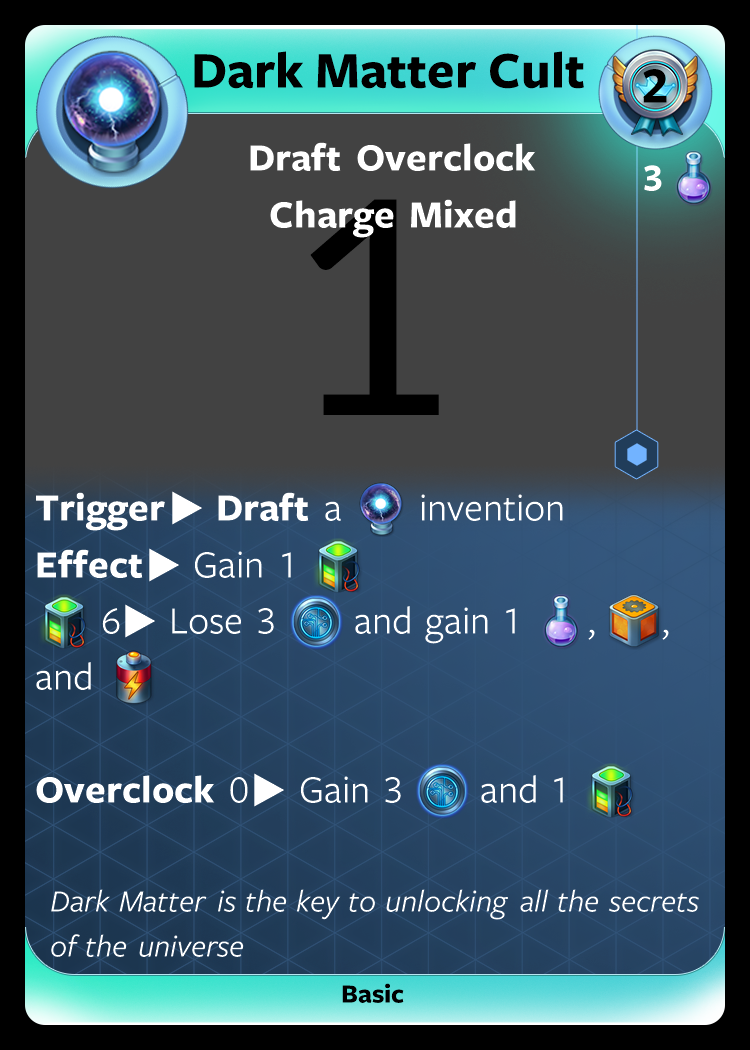 Dark Matter Cult
2
Draft Overclock
3
Charge Mixed
1
Trigger▶ Draft a invention
Effect▶ Gain 1
6▶ Lose 3 and gain 1 , ,
and
Overclock 0▶ Gain 3 and 1
Dark Matter is the key to unlocking all the secrets
of the universe
Basic